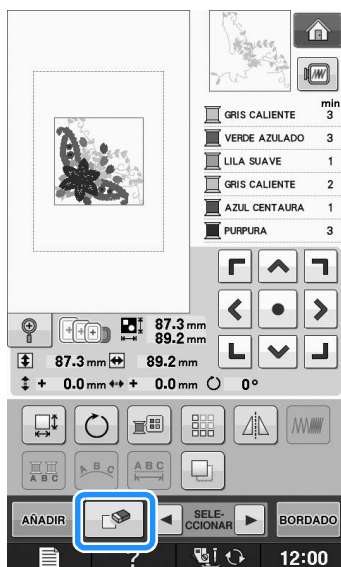 min
GRIS CALIENTE 3
VERDE AZULADO 3
LILA SUAVE 1
GRIS CALIENTE 2
AZUL CENTAURA 1
PURPURA 3
87.3 mm
89.2 mm
87.3 mm 89.2 mm
+ 0.0 mm + 0.0 mm 0°
A B C
A B C
A B C
AÑADIR
SELE-
CCIONAR
BORDADO
?
12:00